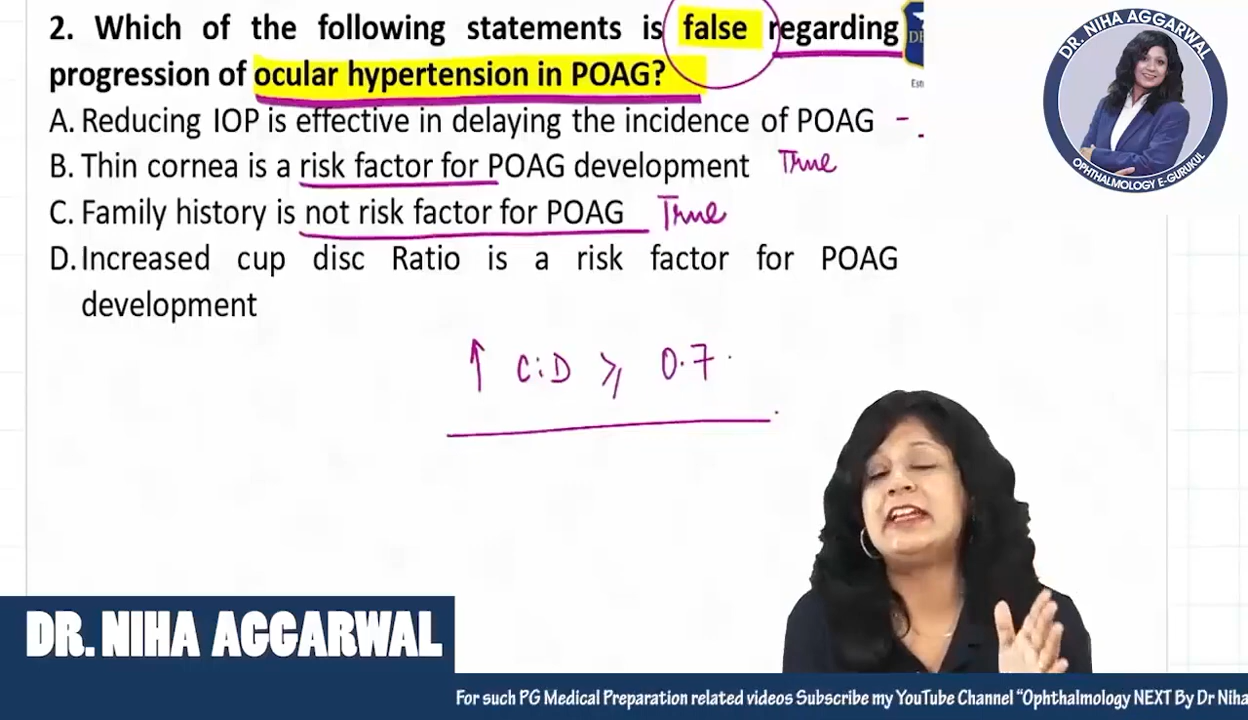 2. Which of the following statements is false regarding
progression of ocular hypertension in POAG?
A. Reducing IOP is effective in delaying the incidence of POAG -
B. Thin cornea is a risk factor for POAG development True
C. Family history is not risk factor for POAG True
D. Increased cup disc Ratio is a risk factor for POAG
development
↑ C:D ⩾ 0.7
DR. NIHA AGGARWAL
OPHTHALMOLOGY E-GURUKUL
DR. NIHA AGGARWAL
For such PG Medical Preparation related videos Subscribe my YouTube Channel "Ophthalmology NEXT By Dr Niha